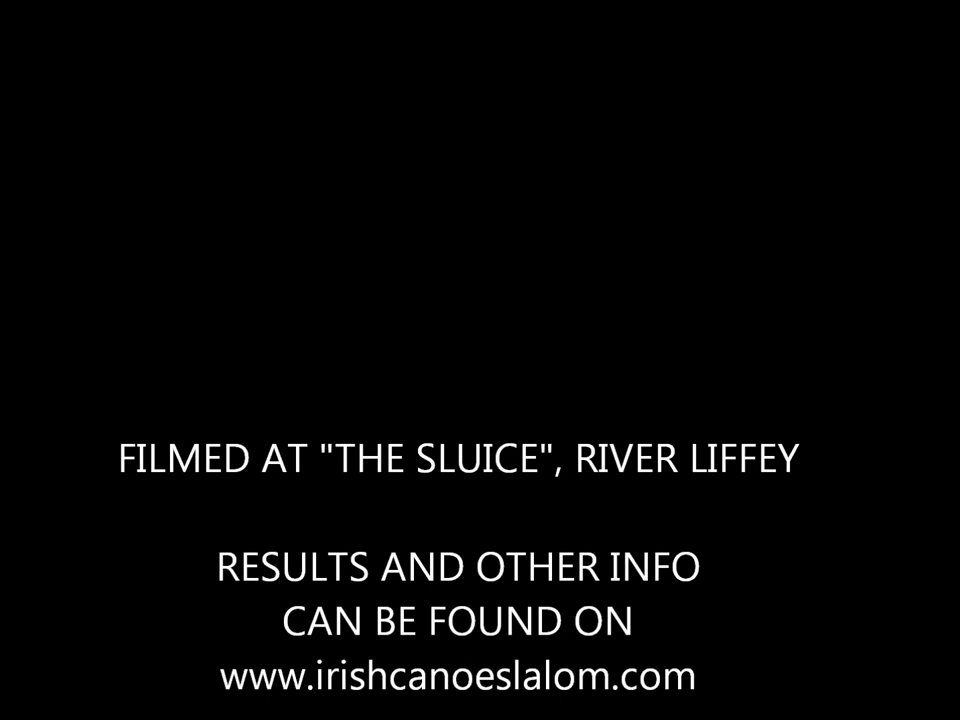 FILMED AT "THE SLUICE", RIVER LIFFEY
RESULTS AND OTHER INFO
CAN BE FOUND ON
www.irishcanoeslalom.com